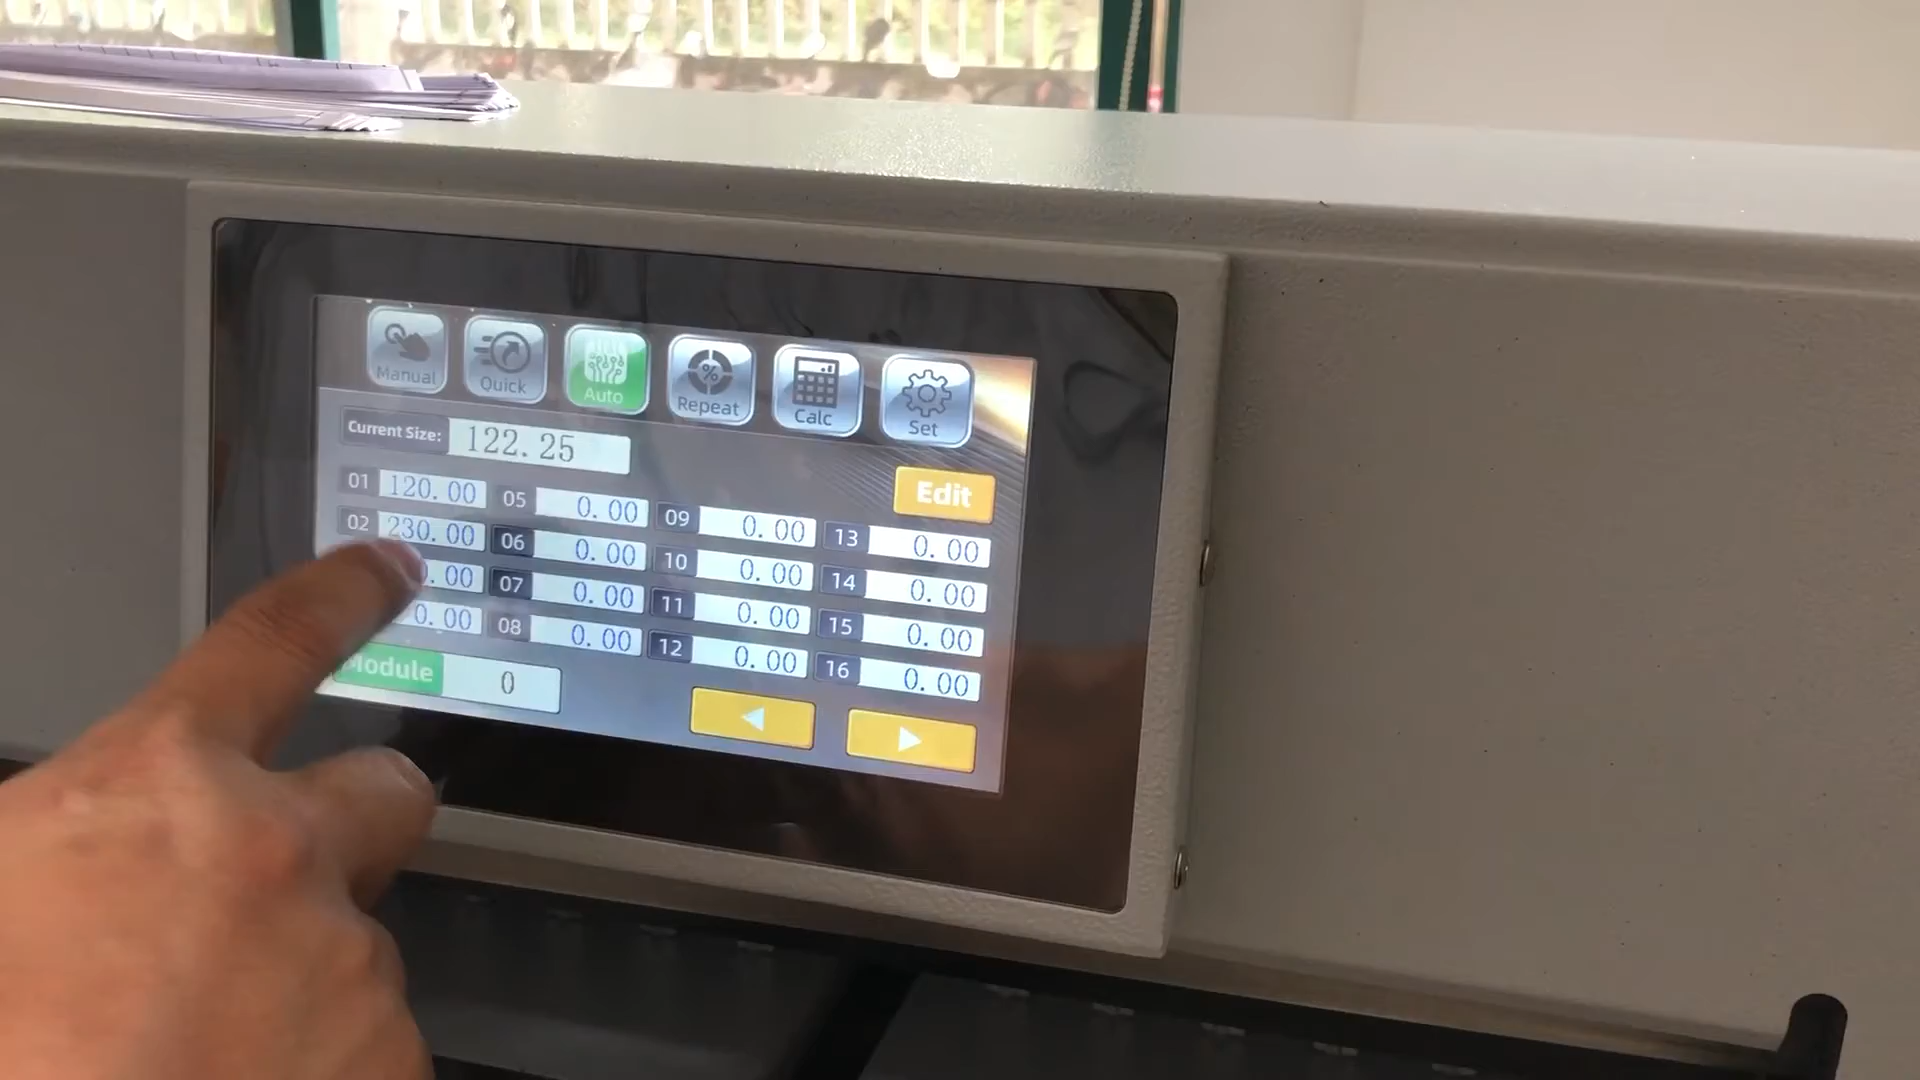 Manual Quick Auto Repeat Calc Set
Current Size: 122.25
Edit
01 120.00 05 0.00 09 0.00 13 0.00
02 230.00 06 0.00 10 0.00 14 0.00
07 0.00 11 0.00 15 0.00
08 0.00 12 0.00 16 0.00
Module 0